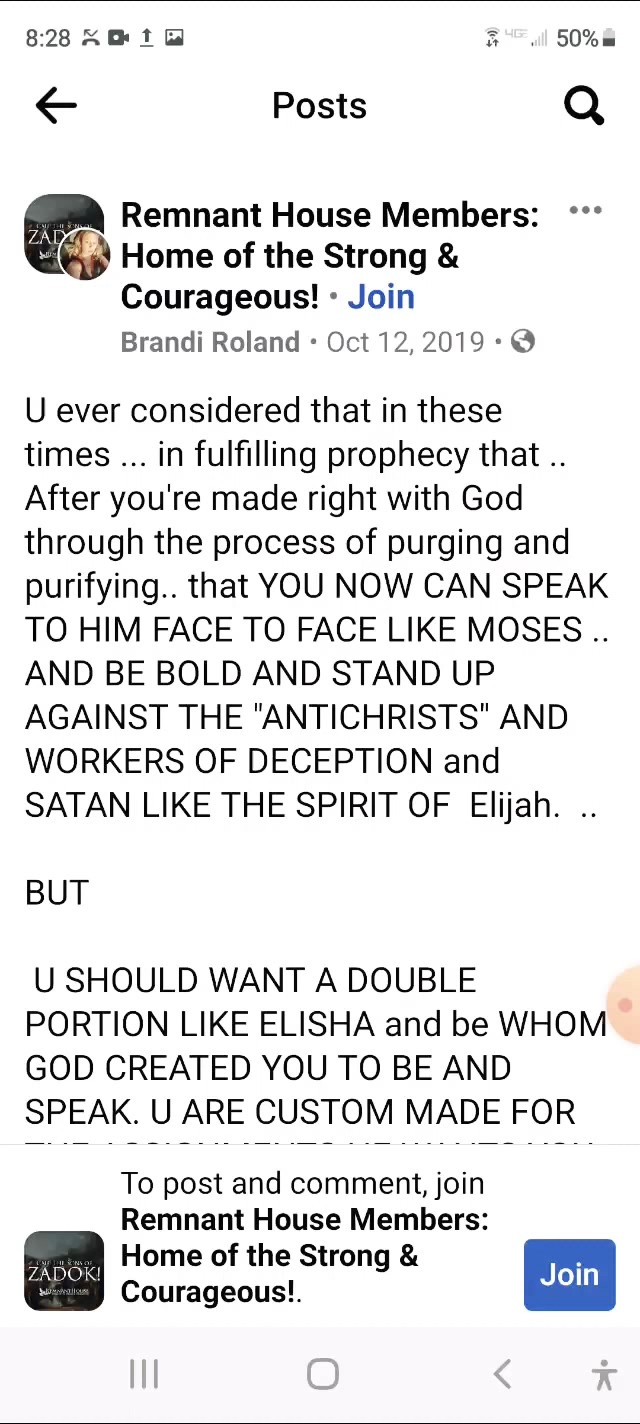 8:28 4GE 50%
Posts
Remnant House Members:
Home of the Strong &
Courageous! • Join
Brandi Roland • Oct 12, 2019 •
U ever considered that in these
times ... in fulfilling prophecy that ..
After you're made right with God
through the process of purging and
purifying.. that YOU NOW CAN SPEAK
TO HIM FACE TO FACE LIKE MOSES ..
AND BE BOLD AND STAND UP
AGAINST THE "ANTICHRISTS" AND
WORKERS OF DECEPTION and
SATAN LIKE THE SPIRIT OF  Elijah.  ..
BUT
U SHOULD WANT A DOUBLE
PORTION LIKE ELISHA and be WHOM
GOD CREATED YOU TO BE AND
SPEAK. U ARE CUSTOM MADE FOR
To post and comment, join
Remnant House Members:
Home of the Strong &
Courageous!.
ZADOK!
Join